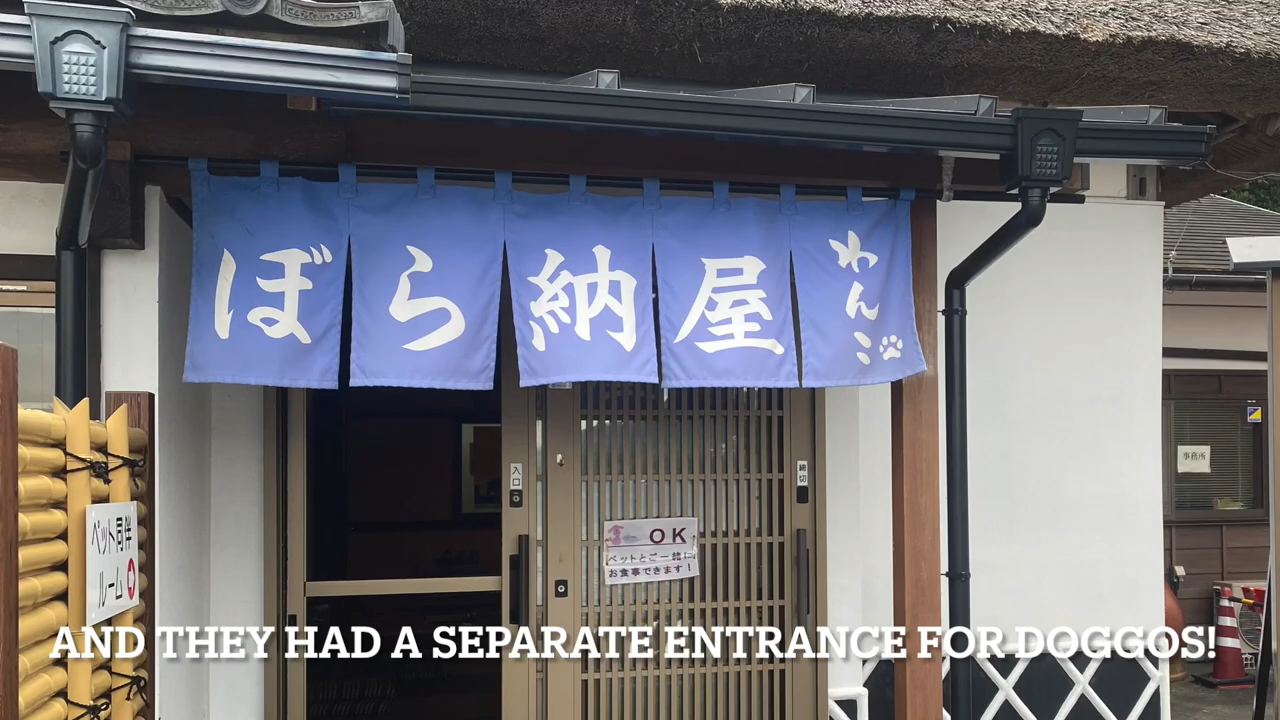 ぼら納屋
わんこ
入口
締切
OK
ペットとご一緒に
お食事できます!
ペット同伴
ルーム
事務所
AND THEY HAD A SEPARATE ENTRANCE FOR DOGGOS!